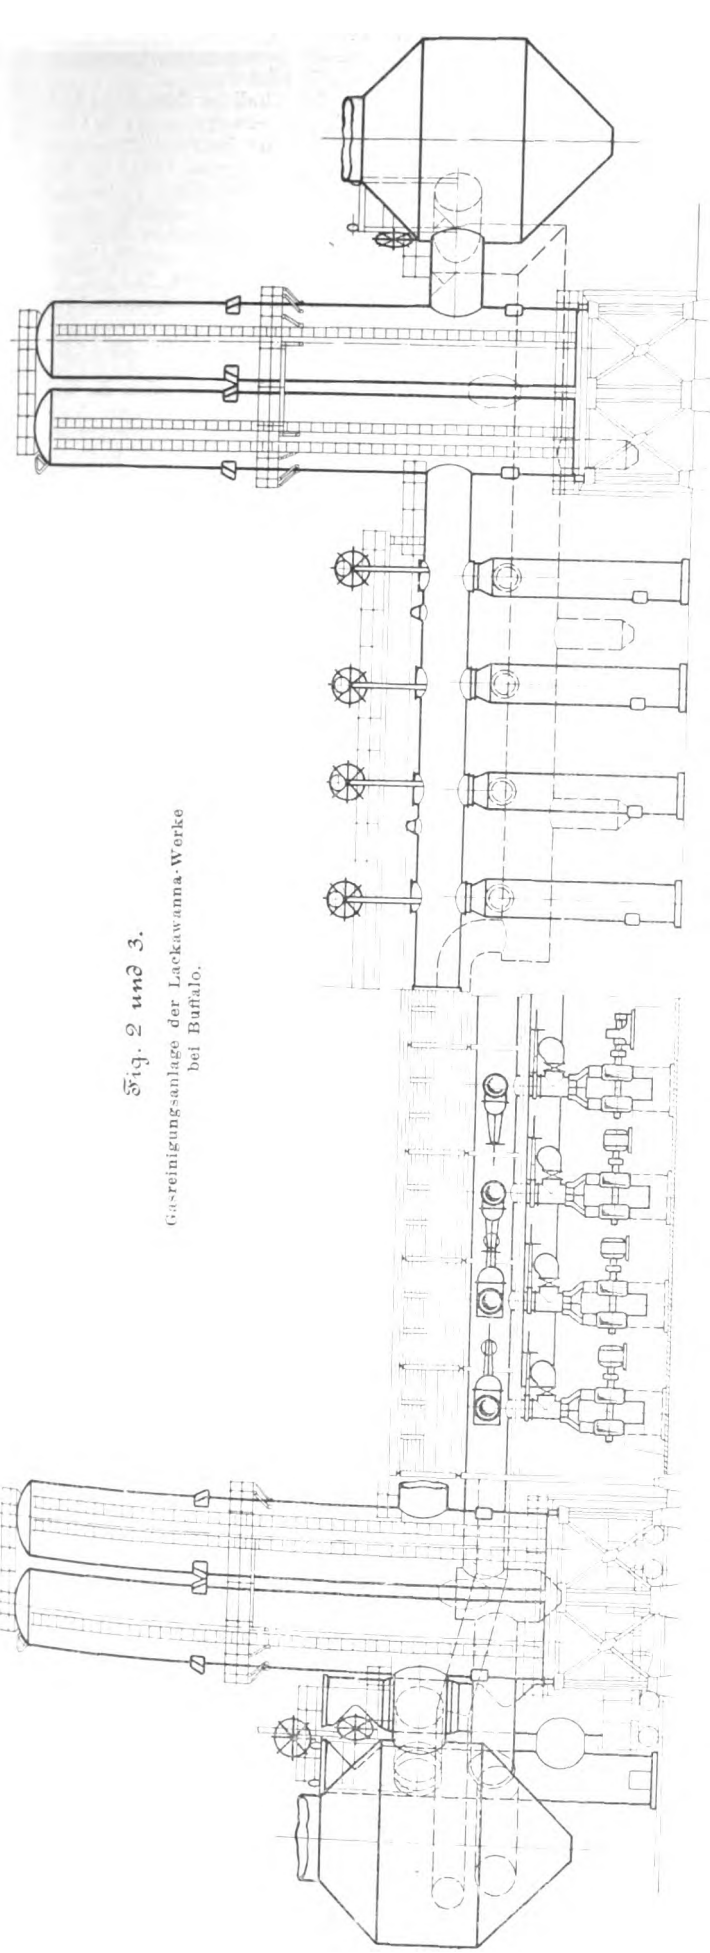 Fig. 2 und 3.
Gasreinigungsanlage der Lackawanna-Werke
bei Buffalo.